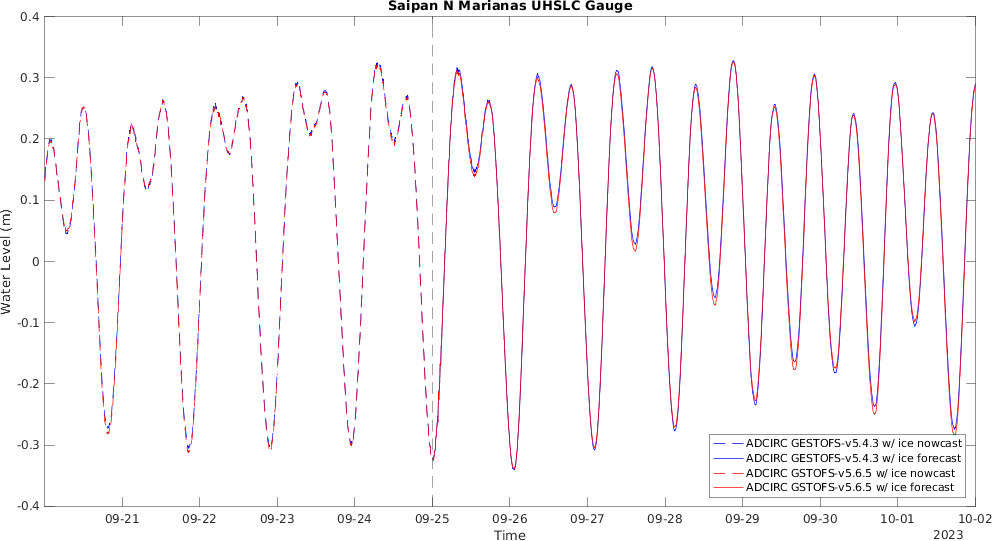 Saipan N Marianas UHSLC Gauge
0.4
0.3
0.2
0.1
0
-0.1
-0.2
-0.3
-0.4
Water Level (m)
ADCIRC GESTOFS-v5.4.3 w/ ice nowcast
ADCIRC GESTOFS-v5.4.3 w/ ice forecast
ADCIRC GSTOFS-v5.6.5 w/ ice nowcast
ADCIRC GSTOFS-v5.6.5 w/ ice forecast
09-21 09-22 09-23 09-24 09-25 09-26 09-27 09-28 09-29 09-30 10-01 10-02
Time
2023